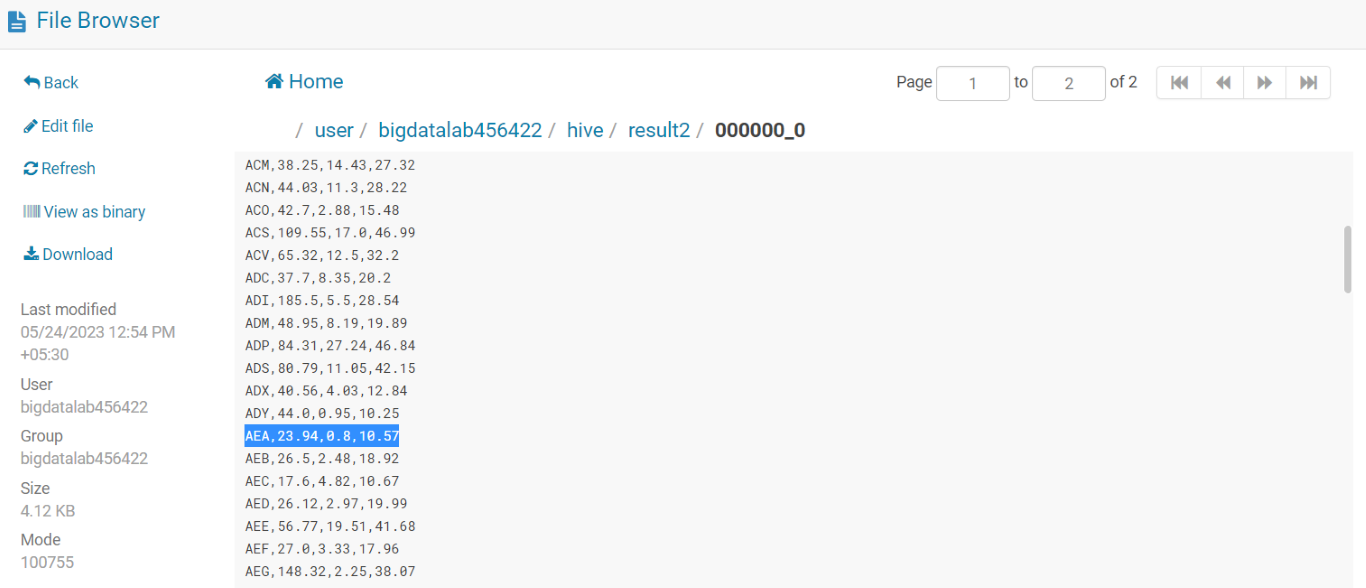 File Browser
Back
Edit file
Refresh
View as binary
Download
Last modified
05/24/2023 12:54 PM
+05:30
User
bigdatalab456422
Group
bigdatalab456422
Size
4.12 KB
Mode
100755
Home
Page 1 to 2 of 2
/ user / bigdatalab456422 / hive / result2 / 000000_0
ACM,38.25,14.43,27.32
ACN,44.03,11.3,28.22
ACO,42.7,2.88,15.48
ACS,109.55,17.0,46.99
ACV,65.32,12.5,32.2
ADC,37.7,8.35,20.2
ADI,185.5,5.5,28.54
ADM,48.95,8.19,19.89
ADP,84.31,27.24,46.84
ADS,80.79,11.05,42.15
ADX,40.56,4.03,12.84
ADY,44.0,0.95,10.25
AEA,23.94,0.8,10.57
AEB,26.5,2.48,18.92
AEC,17.6,4.82,10.67
AED,26.12,2.97,19.99
AEE,56.77,19.51,41.68
AEF,27.0,3.33,17.96
AEG,148.32,2.25,38.07